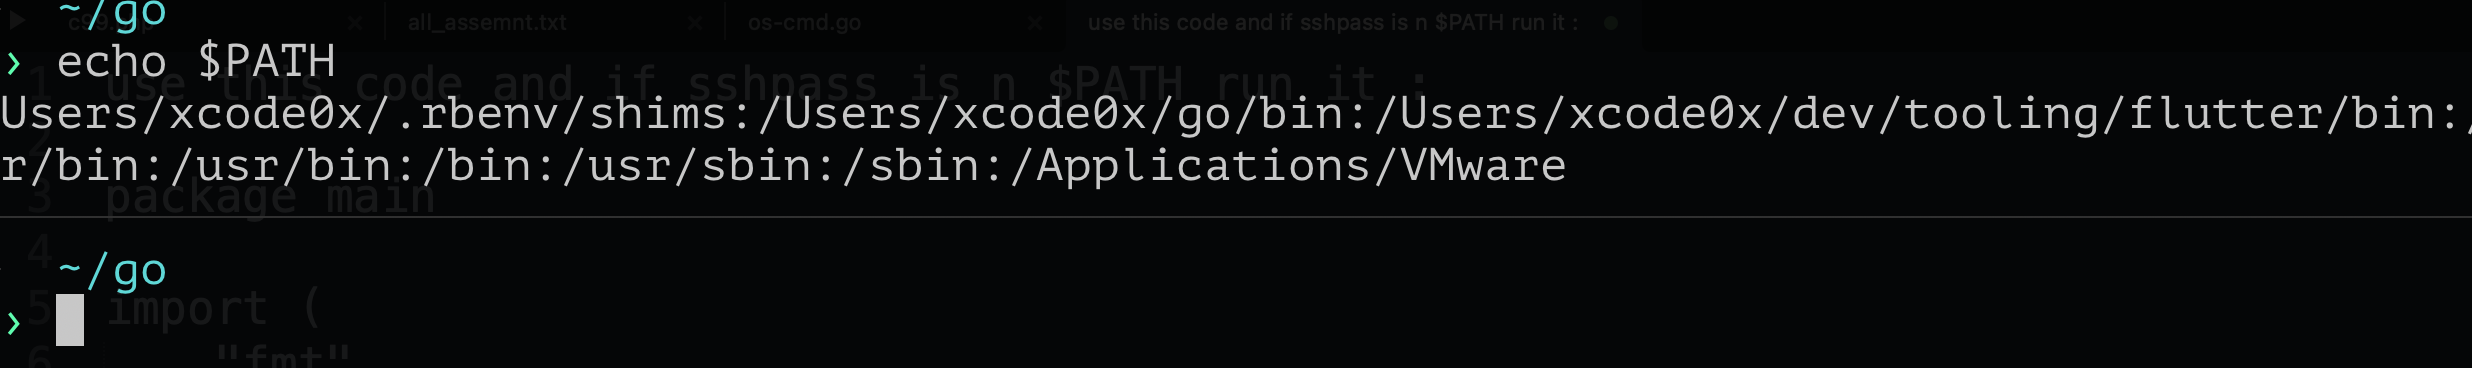 ~/go
all_assemnt.txt
os-cmd.go
use this code and if sshpass is n $PATH run it :
› echo $PATH
1 use this code and if sshpass is n $PATH run it :
Users/xcode0x/.rbenv/shims:/Users/xcode0x/go/bin:/Users/xcode0x/dev/tooling/flutter/bin:/
2
r/bin:/usr/bin:/bin:/usr/sbin:/sbin:/Applications/VMware
3 package main
4
~/go
›
5 import (
6 "fmt"